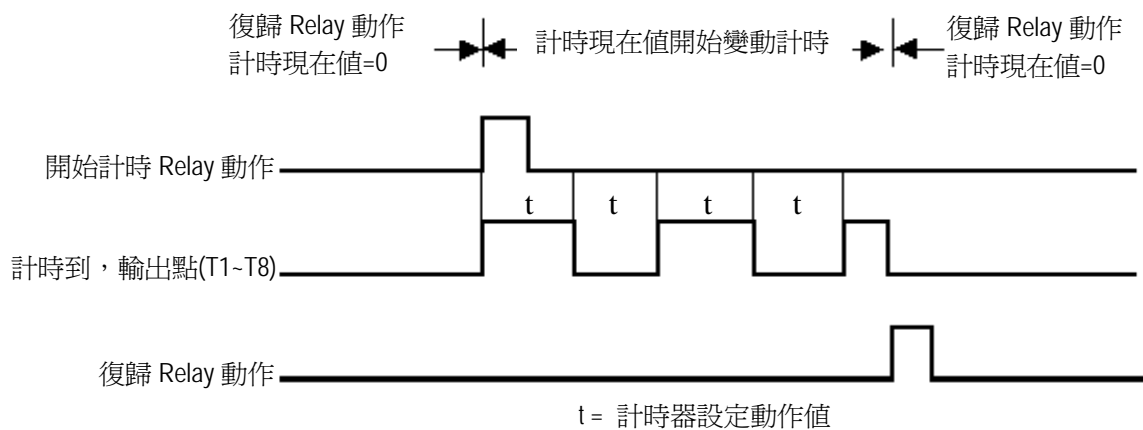 復歸 Relay 動作
計時現在值=0
計時現在值開始變動計時
復歸 Relay 動作
計時現在值=0
開始計時 Relay 動作
t
t
t
t
計時到，輸出點(T1~T8)
復歸 Relay 動作
t = 計時器設定動作值